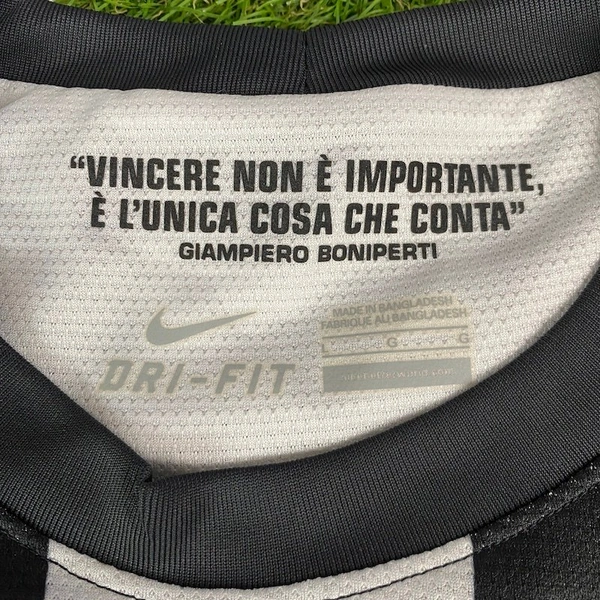 “VINCERE NON È IMPORTANTE,
È L’UNICA COSA CHE CONTA”
GIAMPIERO BONIPERTI
MADE IN BANGLADESH
FABRIQUE AU BANGLADESH
L G G
DRI-FIT